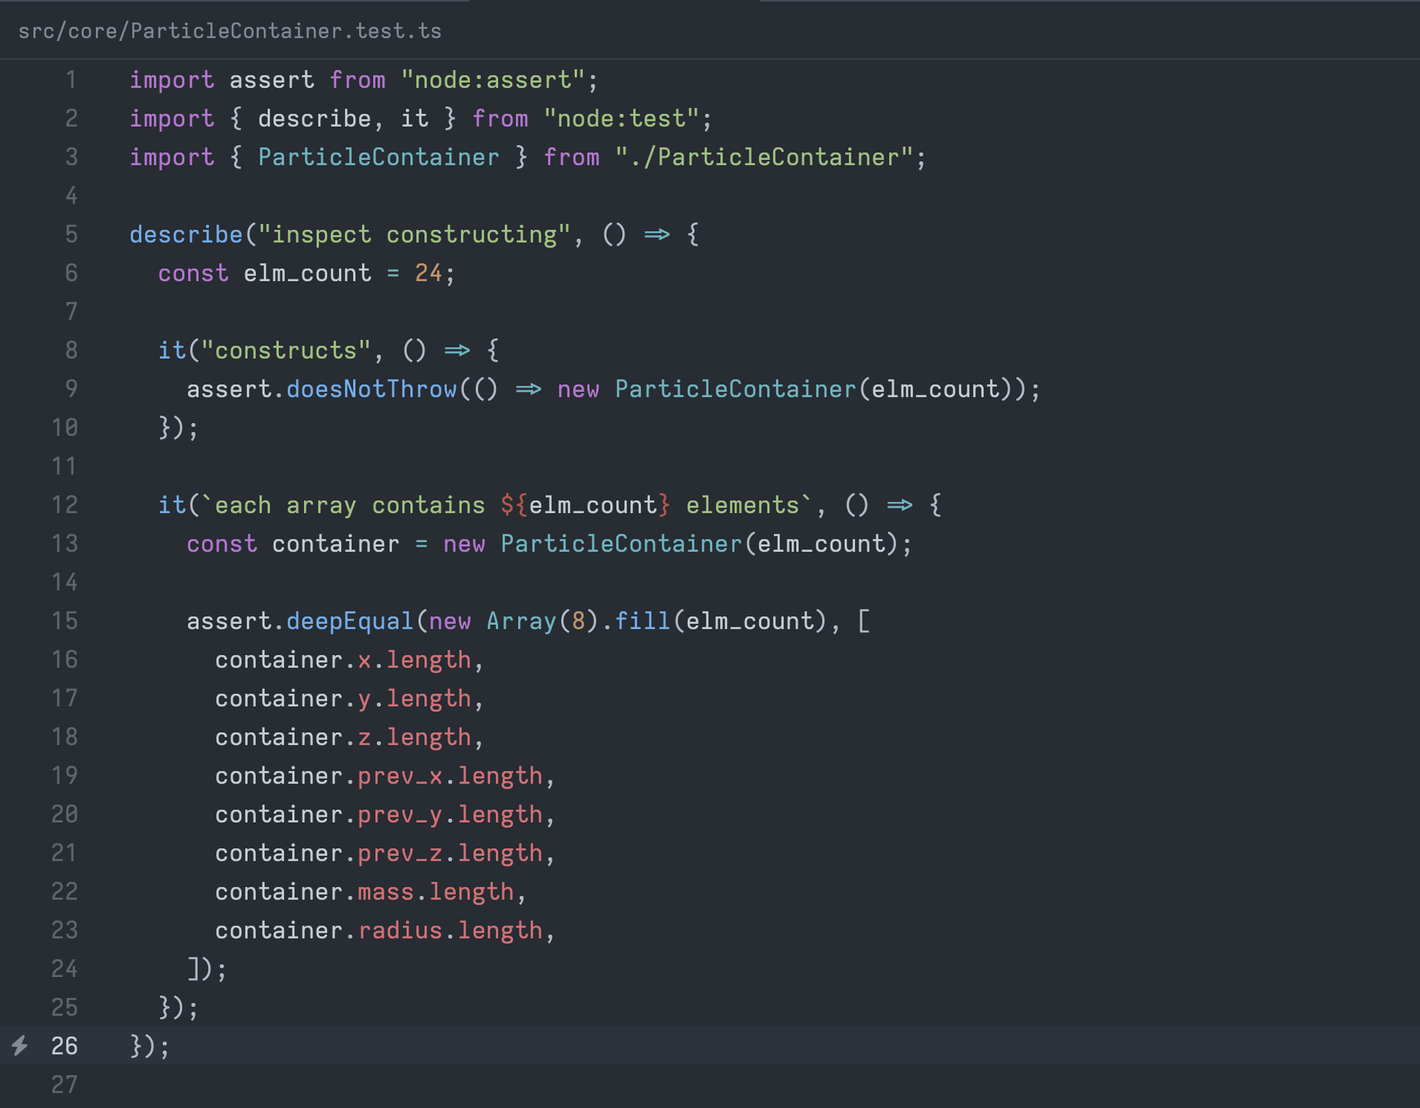 src/core/ParticleContainer.test.ts
1 import assert from "node:assert";
2 import { describe, it } from "node:test";
3 import { ParticleContainer } from "./ParticleContainer";
4
5 describe("inspect constructing", () => {
6   const elm_count = 24;
7
8   it("constructs", () => {
9     assert.doesNotThrow(() => new ParticleContainer(elm_count));
10   });
11
12   it(`each array contains ${elm_count} elements`, () => {
13     const container = new ParticleContainer(elm_count);
14
15     assert.deepEqual(new Array(8).fill(elm_count), [
16       container.x.length,
17       container.y.length,
18       container.z.length,
19       container.prev_x.length,
20       container.prev_y.length,
21       container.prev_z.length,
22       container.mass.length,
23       container.radius.length,
24     ]);
25   });
26 });
27